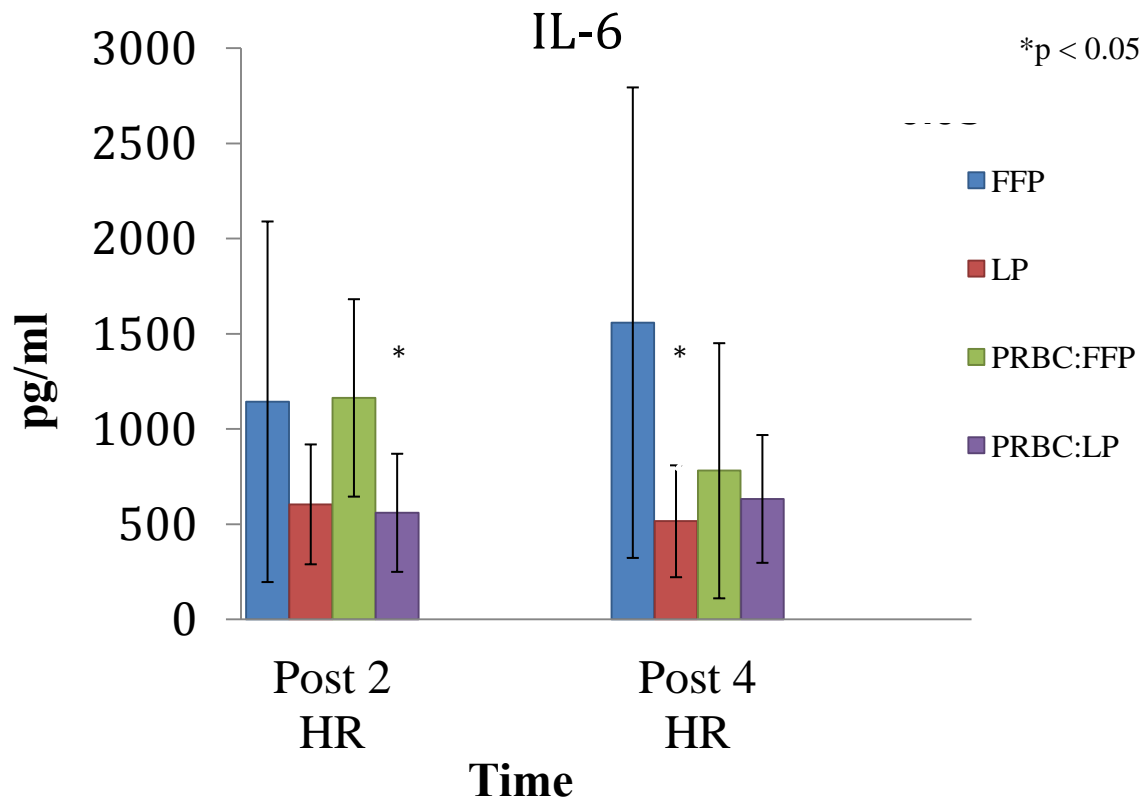 IL-6
*p < 0.05
3000
2500
2000
1500
1000
500
0
pg/ml
*
*
FFP
LP
PRBC:FFP
PRBC:LP
Post 2
HR
Post 4
HR
Time